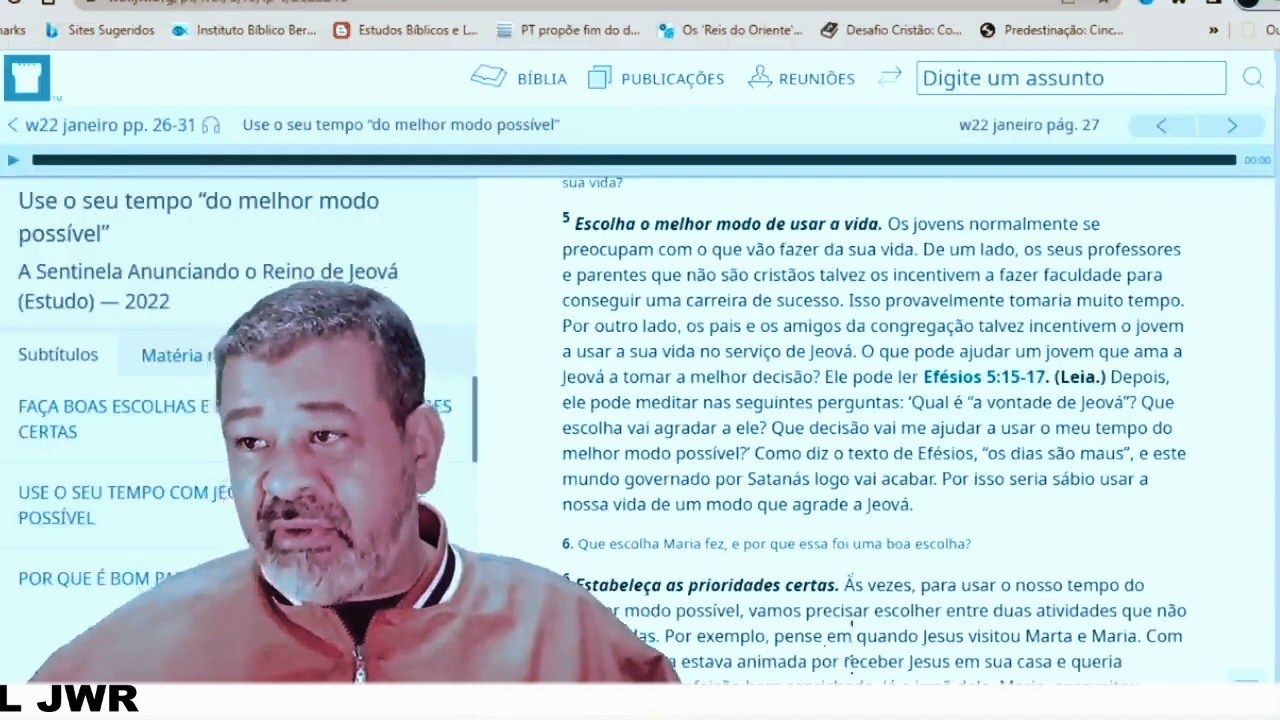 arks
Sites Sugeridos
Instituto Bíblico Ber...
Estudos Bíblicos e L...
PT propõe fim do d...
Os 'Reis do Oriente'...
Desafio Cristão: Co...
Predestinação: Cinc...
»
BÍBLIA
PUBLICAÇÕES
REUNIÕES
Digite um assunto
w22 janeiro pp. 26-31
Use o seu tempo “do melhor modo possível”
w22 janeiro pág. 27
00:00
Use o seu tempo “do melhor modo
possível”
A Sentinela Anunciando o Reino de Jeová
(Estudo) — 2022
Subtítulos
Matéria
FAÇA BOAS ESCOLHAS E
CERTAS
USE O SEU TEMPO COM
POSSÍVEL
POR QUE É BOM
sua vida?
5 Escolha o melhor modo de usar a vida. Os jovens normalmente se
preocupam com o que vão fazer da sua vida. De um lado, os seus professores
e parentes que não são cristãos talvez os incentivem a fazer faculdade para
conseguir uma carreira de sucesso. Isso provavelmente tomaria muito tempo.
Por outro lado, os pais e os amigos da congregação talvez incentivem o jovem
a usar a sua vida no serviço de Jeová. O que pode ajudar um jovem que ama a
Jeová a tomar a melhor decisão? Ele pode ler Efésios 5:15-17. (Leia.) Depois,
ele pode meditar nas seguintes perguntas: ‘Qual é “a vontade de Jeová”? Que
escolha vai agradar a ele? Que decisão vai me ajudar a usar o meu tempo do
melhor modo possível?’ Como diz o texto de Efésios, “os dias são maus”, e este
mundo governado por Satanás logo vai acabar. Por isso seria sábio usar a
nossa vida de um modo que agrade a Jeová.
6. Que escolha Maria fez, e por que essa foi uma boa escolha?
Estabeleça as prioridades certas. Às vezes, para usar o nosso tempo do
modo possível, vamos precisar escolher entre duas atividades que não
Por exemplo, pense em quando Jesus visitou Marta e Maria. Com
estava animada por receber Jesus em sua casa e queria
L JWR